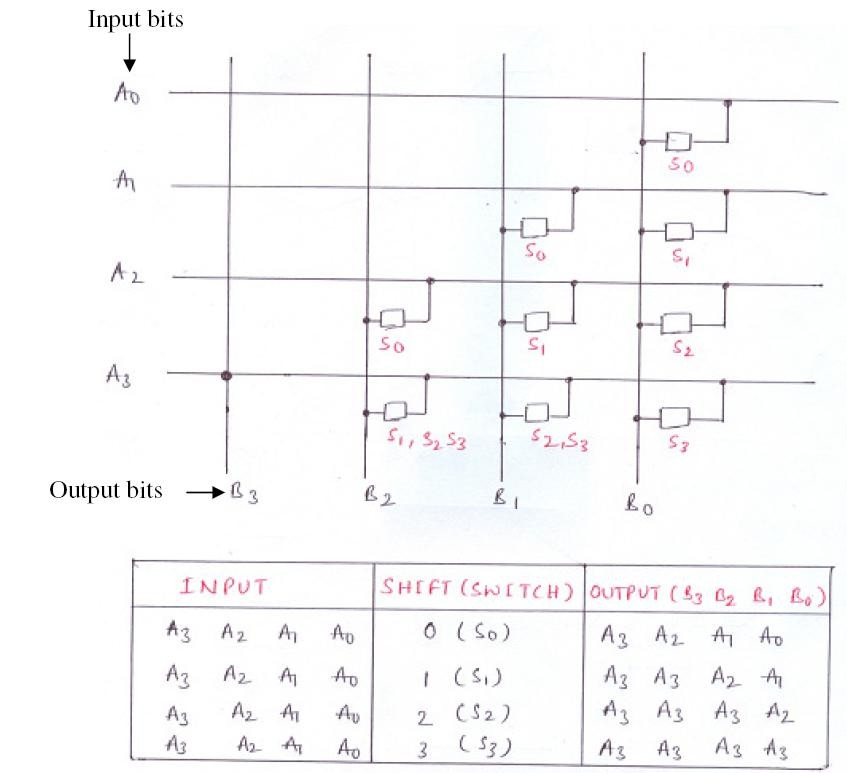 Input bits
A0
S0
A1
S0
S1
A2
S0
S1
S2
A3
S1, S2 S3
S2, S3
S3
Output bits
B3
B2
B1
B0
INPUT SHIFT (SWITCH) OUTPUT (B3 B2 B1 B0)
A3 A2 A1 A0 0 (S0) A3 A2 A1 A0
A3 A2 A1 A0 1 (S1) A3 A3 A2 A1
A3 A2 A1 A0 2 (S2) A3 A3 A3 A2
A3 A2 A1 A0 3 (S3) A3 A3 A3 A3